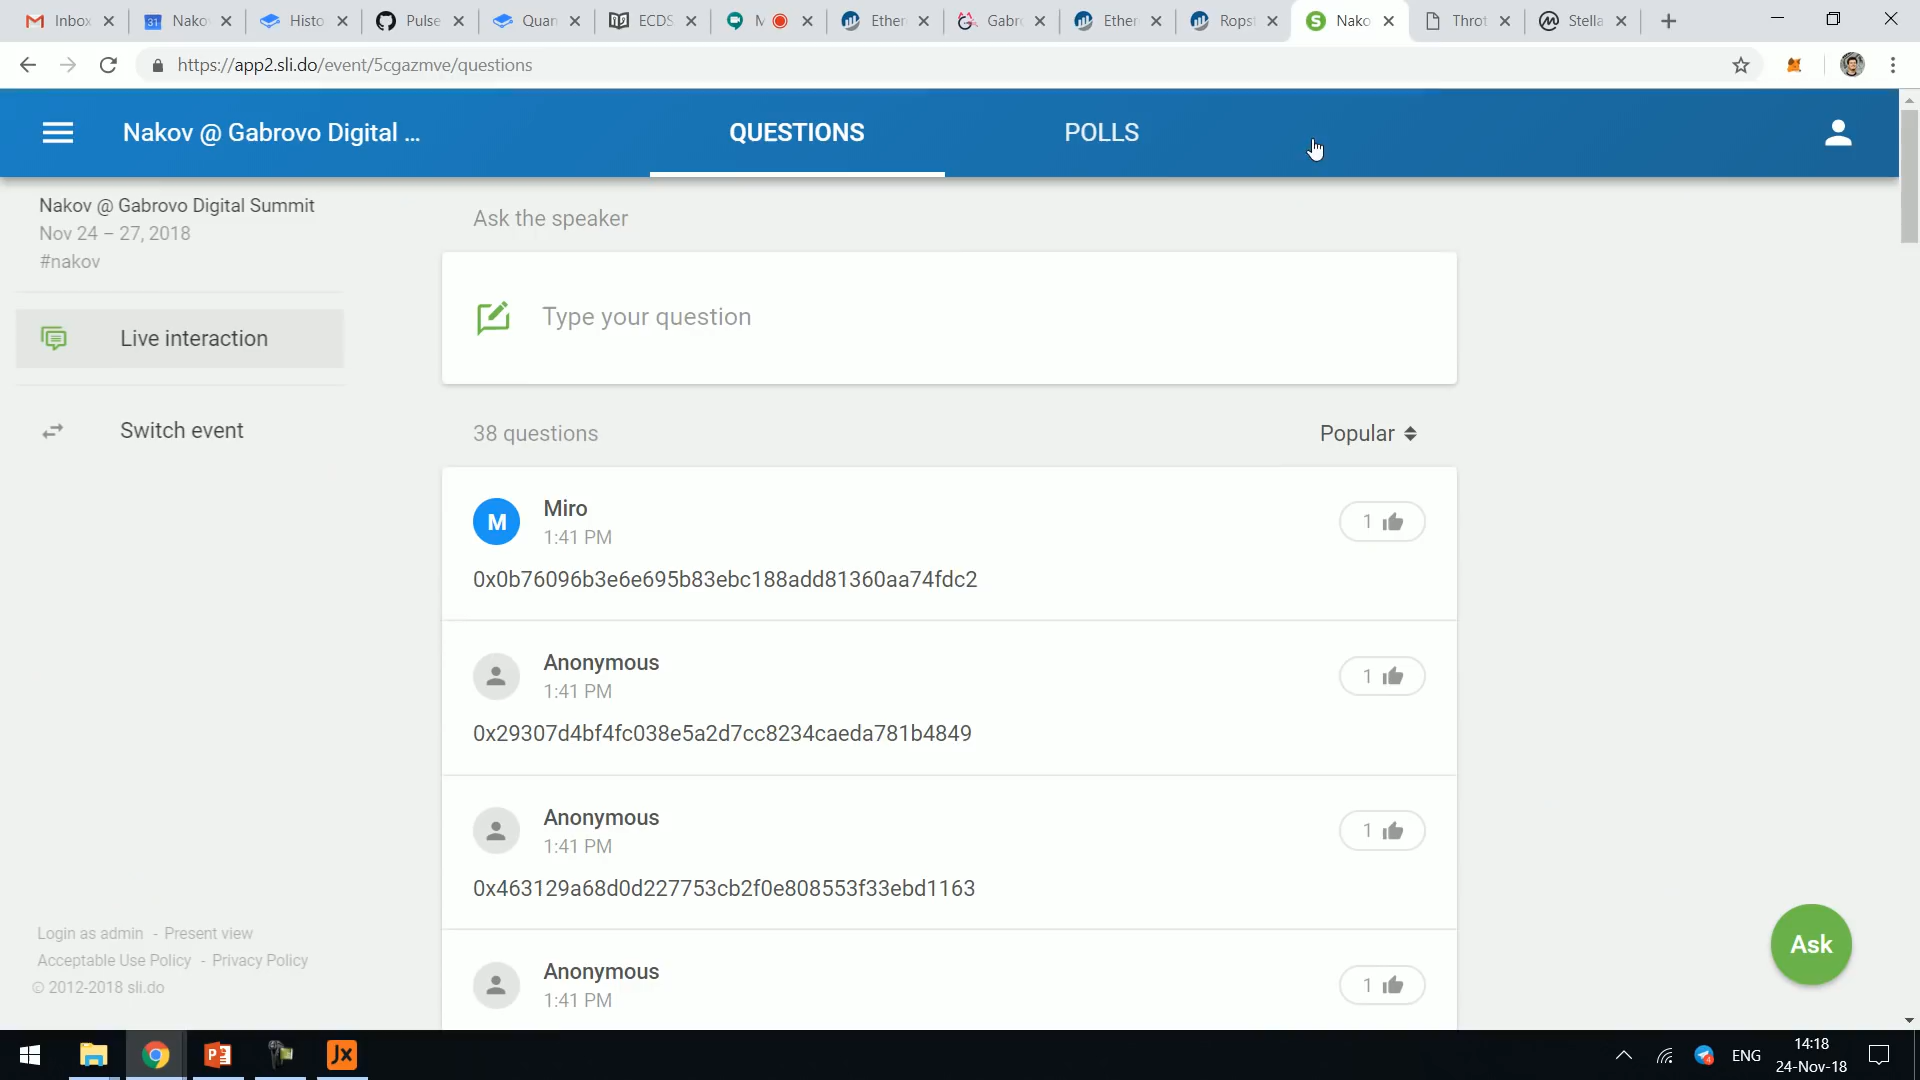 Inbox
Nako
Histo
Pulse
Quan
ECDS
M
Ether
Gabro
Ether
Ropst
Nako
Throt
Stella
https://app2.sli.do/event/5cgazmve/questions
Nakov @ Gabrovo Digital ...
QUESTIONS
POLLS
Nakov @ Gabrovo Digital Summit
Nov 24 – 27, 2018
#nakov
Live interaction
Switch event
Ask the speaker
Type your question
38 questions
Popular
M
Miro
1:41 PM
1
0x0b76096b3e6e695b83ebc188add81360aa74fdc2
Anonymous
1:41 PM
1
0x29307d4bf4fc038e5a2d7cc8234caeda781b4849
Anonymous
1:41 PM
1
0x463129a68d0d227753cb2f0e808553f33ebd1163
Anonymous
1:41 PM
1
Ask
Login as admin - Present view
Acceptable Use Policy - Privacy Policy
© 2012-2018 sli.do
ENG
14:18
24-Nov-18